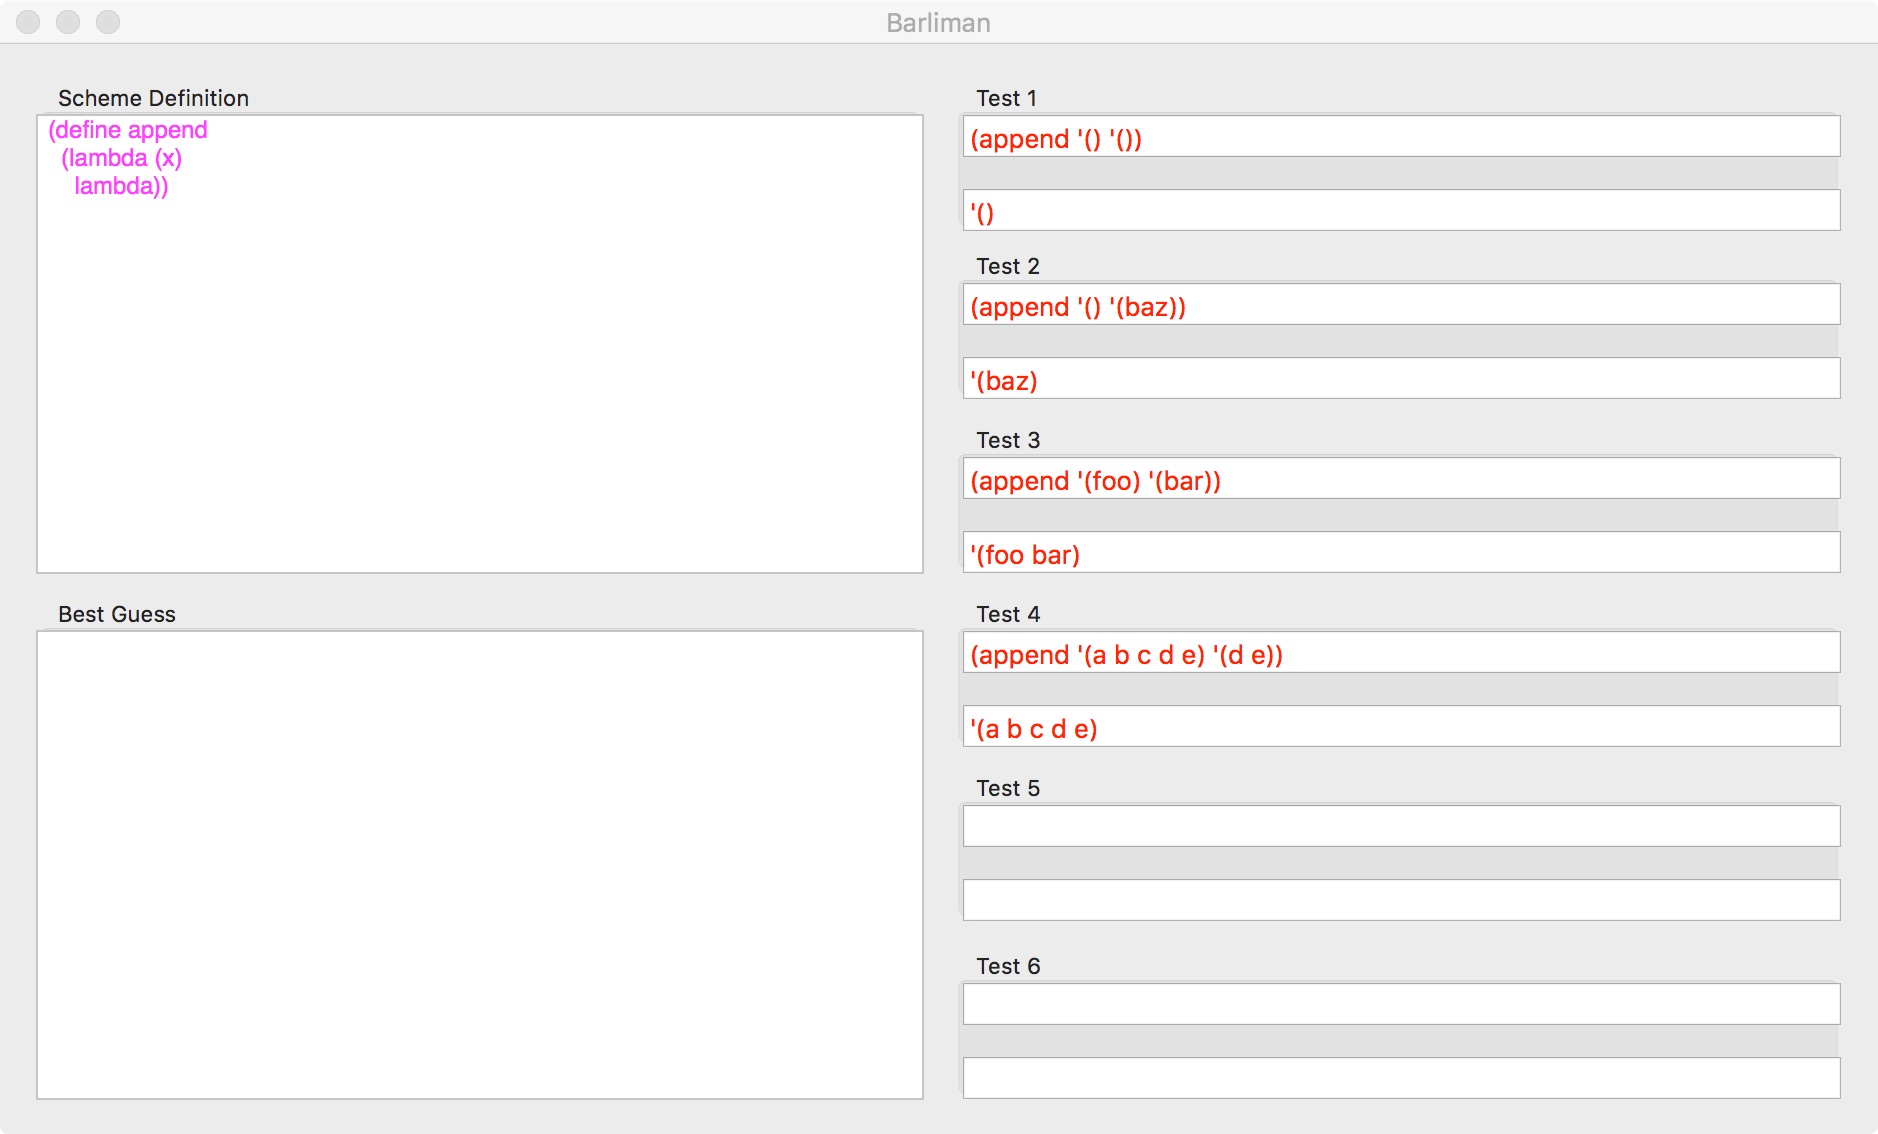 Barliman
Scheme Definition
(define append
(lambda (x)
lambda))
Best Guess
Test 1
(append '() '())
'()
Test 2
(append '() '(baz))
'(baz)
Test 3
(append '(foo) '(bar))
'(foo bar)
Test 4
(append '(a b c d e) '(d e))
'(a b c d e)
Test 5
Test 6